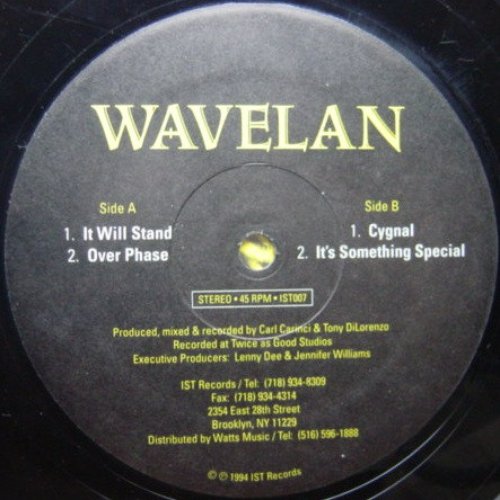 WAVELAN
Side A
1. It Will Stand
2. Over Phase
Side B
1. Cygnal
2. It's Something Special
STEREO • 45 RPM • IST007
Produced, mixed & recorded by Carl Carinci & Tony DiLorenzo
Recorded at Twice as Good Studios
Executive Producers: Lenny Dee & Jennifer Williams
IST Records / Tel: (718) 934-8309
Fax: (718) 934-4314
2354 East 28th Street
Brooklyn, NY 11229
Distributed by Watts Music / Tel: (516) 596-1888
© ℗ 1994 IST Records